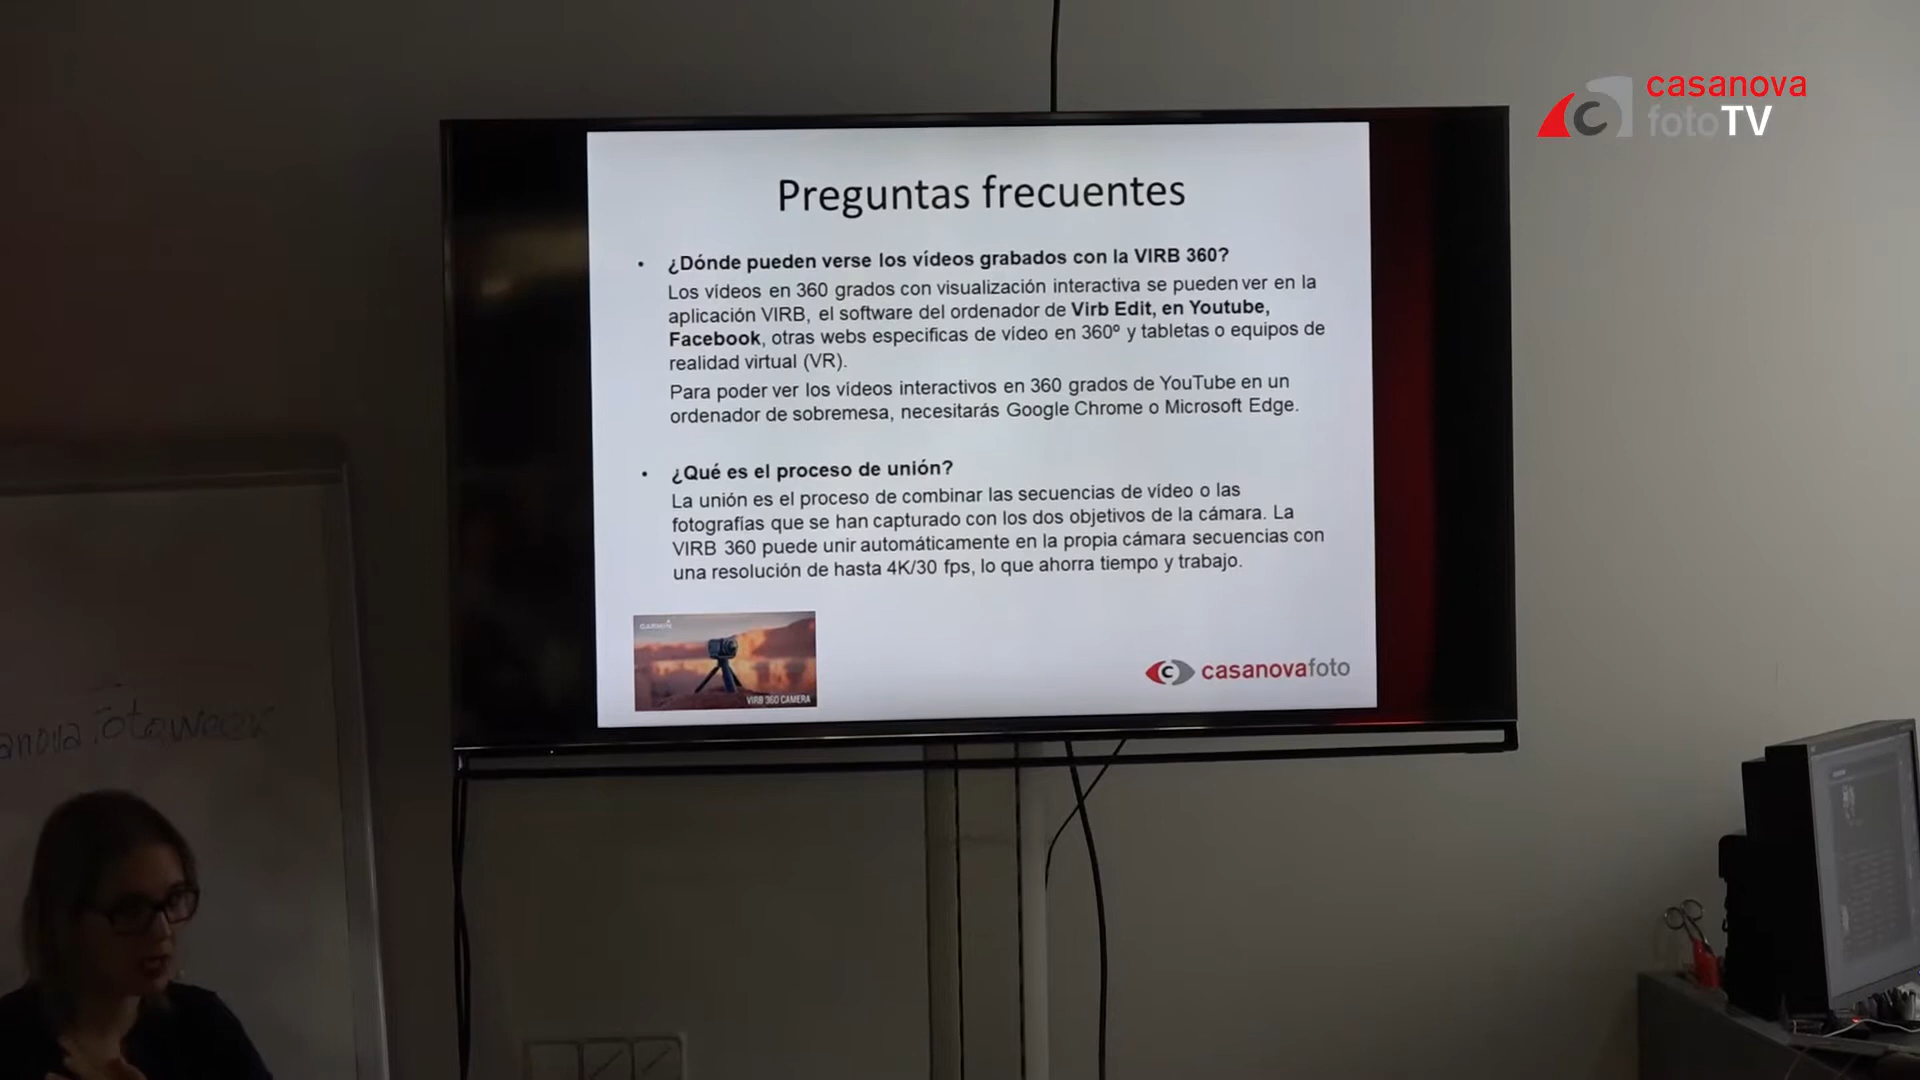 casanova
fotoTV
Preguntas frecuentes
• ¿Dónde pueden verse los vídeos grabados con la VIRB 360?
Los vídeos en 360 grados con visualización interactiva se pueden ver en la
aplicación VIRB, el software del ordenador de Virb Edit, en Youtube,
Facebook, otras webs especificas de vídeo en 360º y tabletas o equipos de
realidad virtual (VR).
Para poder ver los vídeos interactivos en 360 grados de YouTube en un
ordenador de sobremesa, necesitarás Google Chrome o Microsoft Edge.
• ¿Qué es el proceso de unión?
La unión es el proceso de combinar las secuencias de vídeo o las
fotografías que se han capturado con los dos objetivos de la cámara. La
VIRB 360 puede unir automáticamente en la propia cámara secuencias con
una resolución de hasta 4K/30 fps, lo que ahorra tiempo y trabajo.
GARMIN
VIRB 360 CAMERA
casanovafoto